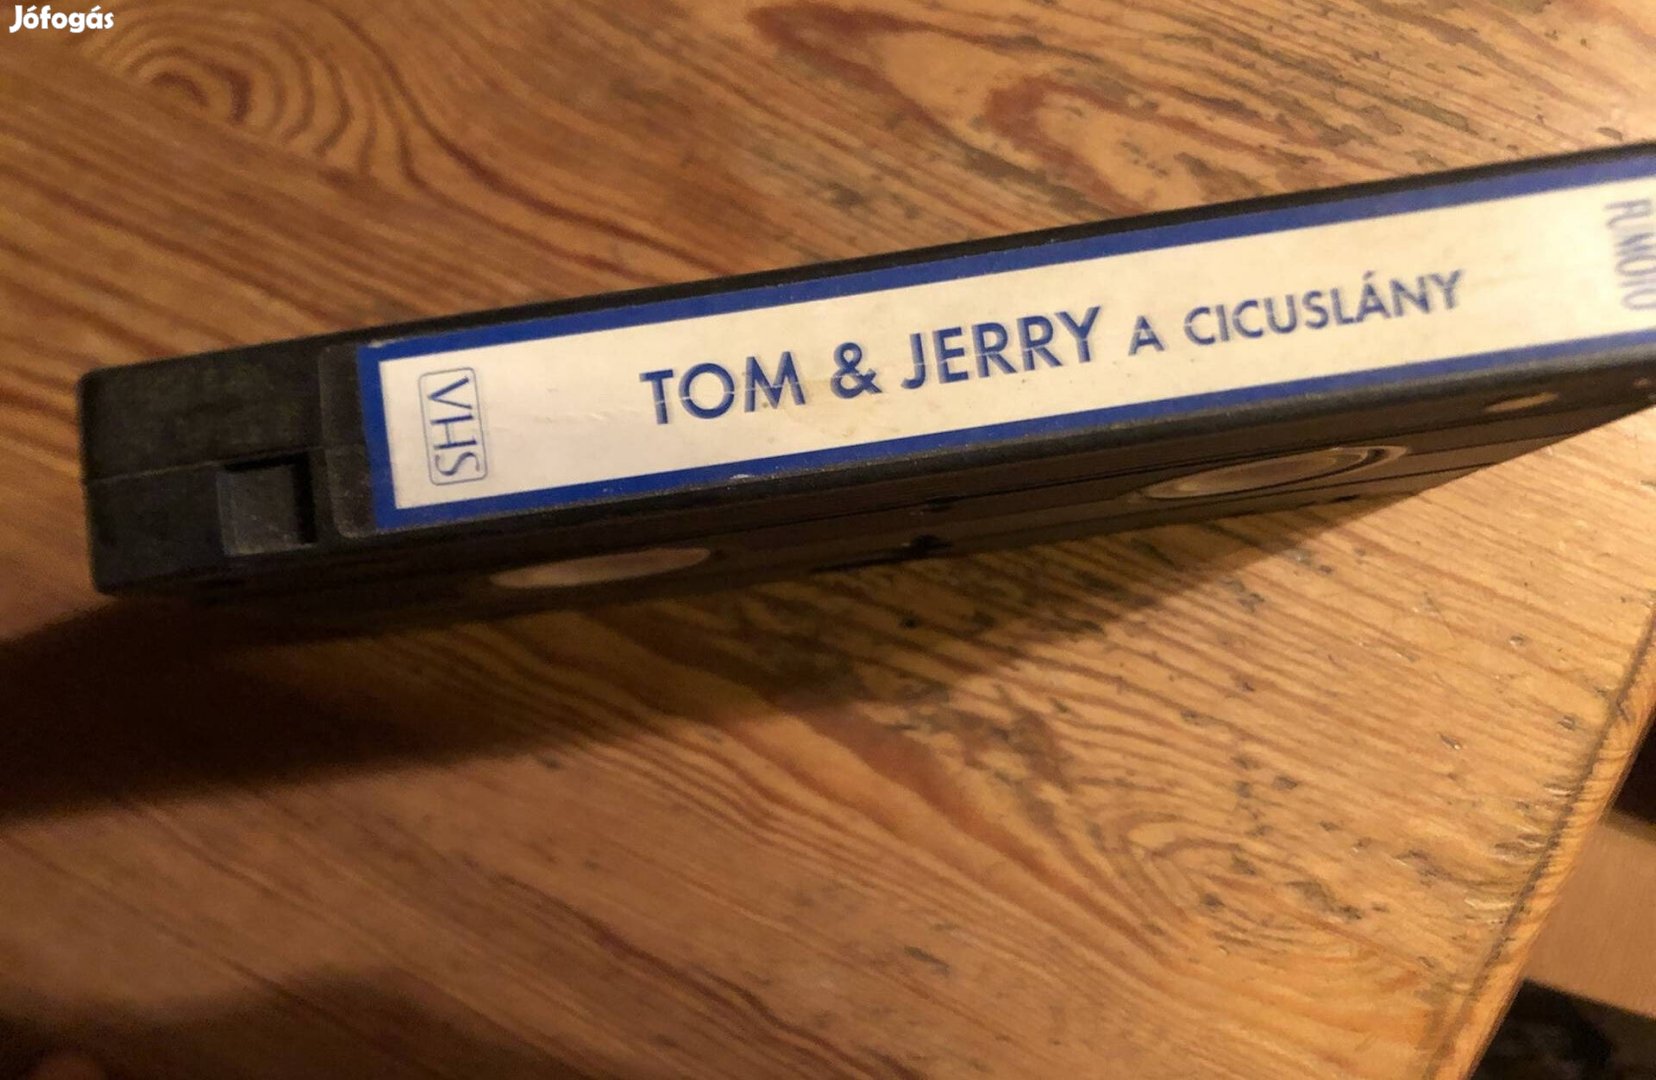 Jófogás
VHS
TOM & JERRY A CICUSLÁNY